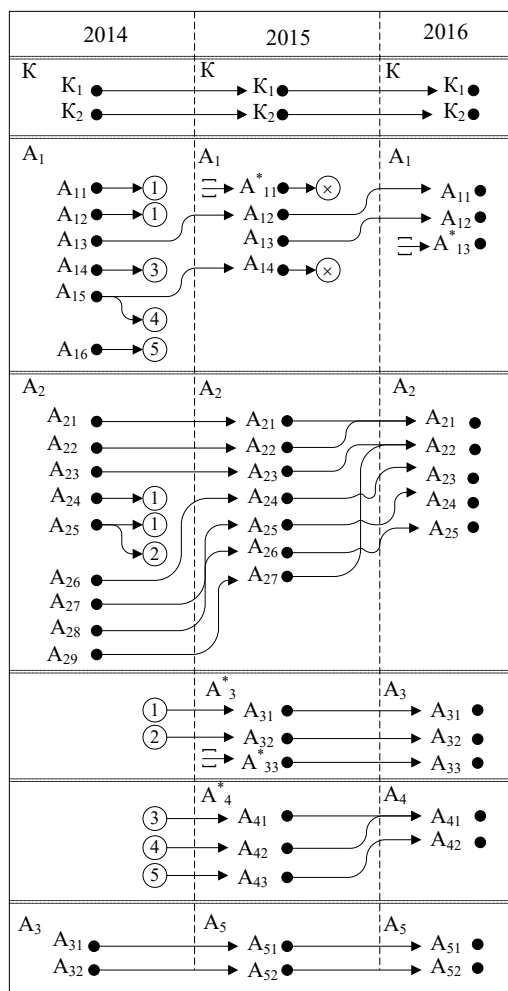 2014 2015 2016
К К К
К₁ К₁ К₁
К₂ К₂ К₂
А₁ А₁ А₁
А₁₁ 1 А*₁₁ × А₁₁
А₁₂ 1 А₁₂ А₁₂
А₁₃ А₁₃ А*₁₃
А₁₄ 3 А₁₄ ×
А₁₅
4
А₁₆ 5
А₂ А₂ А₂
А₂₁ А₂₁ А₂₁
А₂₂ А₂₂ А₂₂
А₂₃ А₂₃ А₂₃
А₂₄ 1 А₂₄ А₂₄
А₂₅ 1 А₂₅ А₂₅
2 А₂₆
А₂₆ А₂₇
А₂₇
А₂₈
А₂₉
А*₃ А₃
1 А₃₁ А₃₁
2 А₃₂ А₃₂
А*₃₃ А₃₃
А*₄ А₄
3 А₄₁ А₄₁
4 А₄₂ А₄₂
5 А₄₃
А₃ А₅ А₅
А₃₁ А₅₁ А₅₁
А₃₂ А₅₂ А₅₂